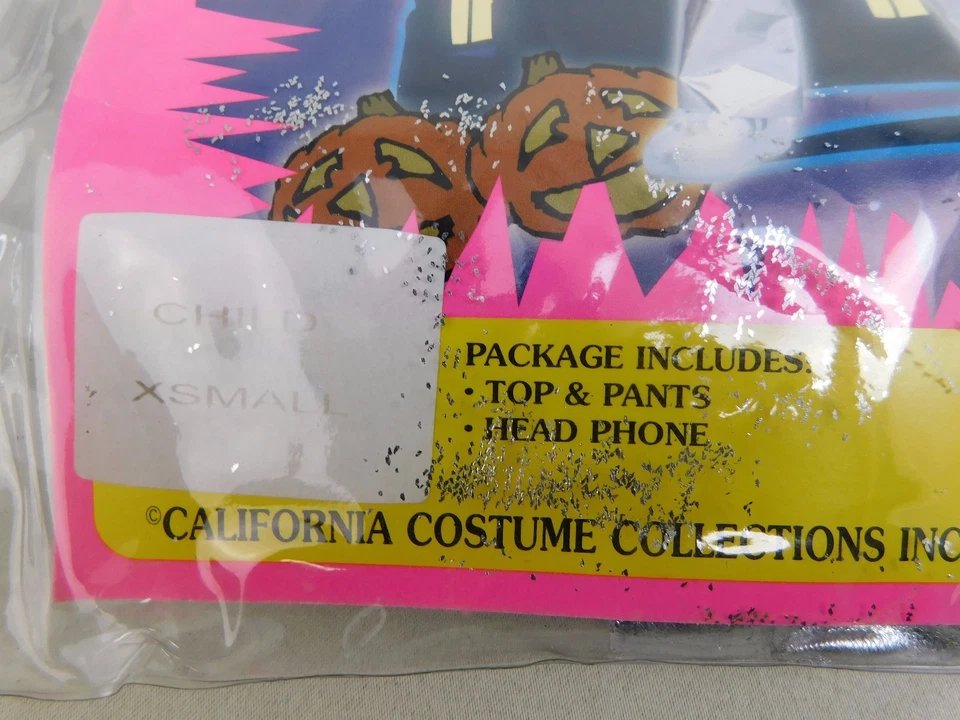 CHILD
XSMALL
PACKAGE INCLUDES:
• TOP & PANTS
• HEAD PHONE
©CALIFORNIA COSTUME COLLECTIONS INC